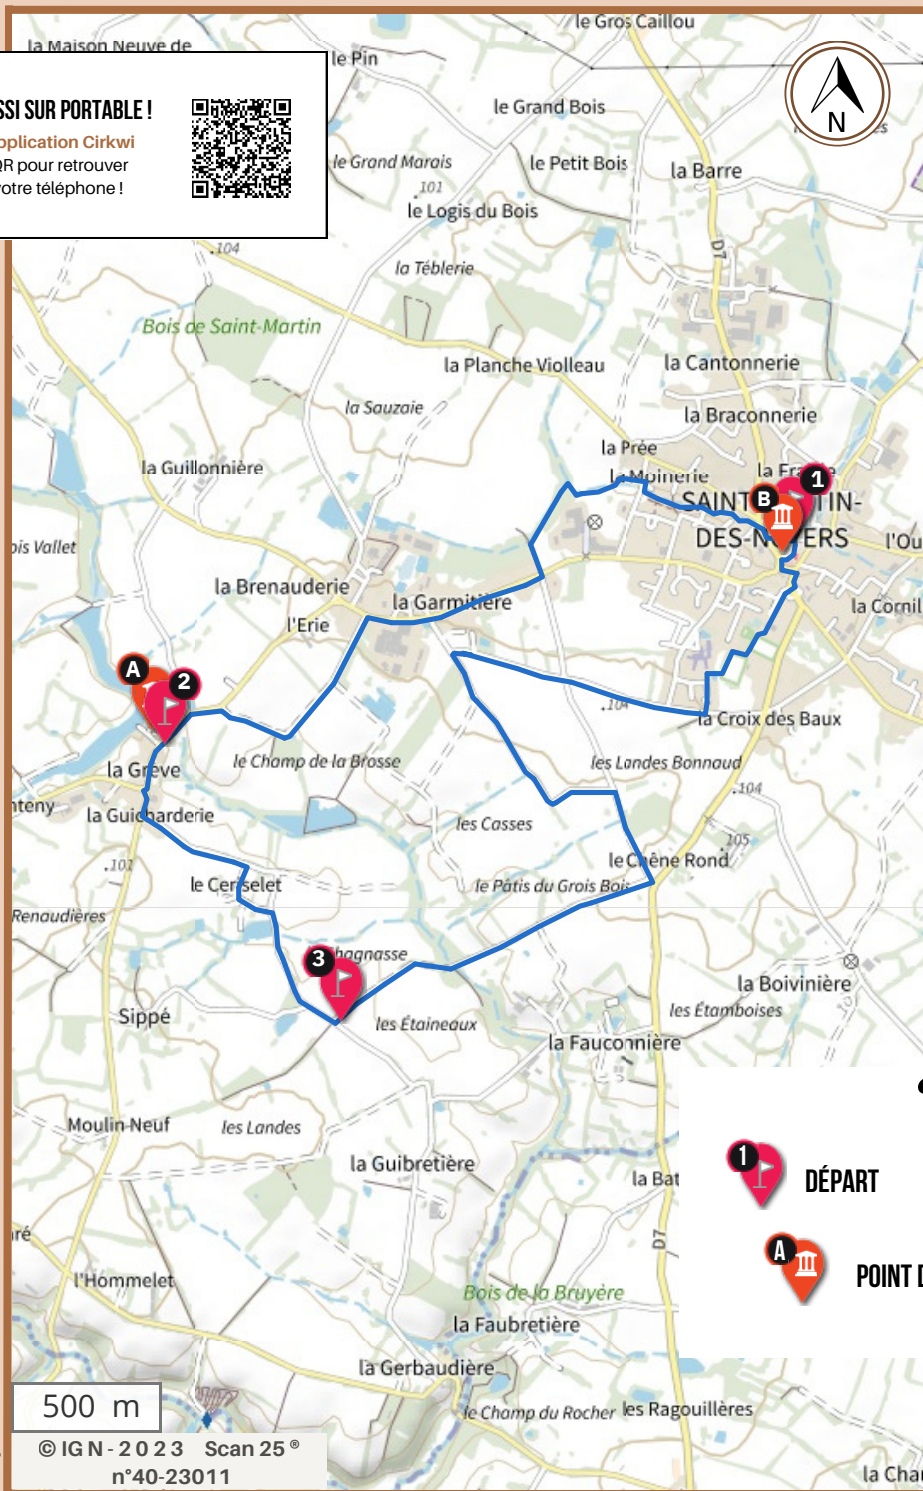 le Gros Caillou
la Maison Neuve de
le Pin
SSI SUR PORTABLE !
pplication Cirkwi
QR pour retrouver
votre téléphone !
N
le Grand Bois
le Grand Marais
le Petit Bois
la Barre
101
le Logis du Bois
D7
104
la Téblerie
Bois de Saint-Martin
la Planche Violleau
la Cantonnerie
la Sauzaie
la Braconnerie
la Prée
la Guillonnière
la Moinerie
1
B
SAINT TIN-
DES-NOYERS
l'Ou
ois Vallet
la Brenauderie
la Garmitière
la Cornil
l'Erie
A
2
.104
la Croix des Baux
la Grève
le Champ de la Brosse
les Landes Bonnaud
.104
nteny
la Guicharderie
les Casses
.105
.101
le Chêne Rond
le Ceriselet
le Pâtis du Grois Bois
Renaudières
hagnasse
3
la Boivinière
Sippé
les Étaineaux
les Étamboises
la Fauconnière
Moulin Neuf
les Landes
la Guibretière
la Bat
1
DÉPART
D7
ré
l'Hommelet
A
POINT D
Bois de la Bruyère
la Faubretière
la Gerbaudière
500 m
le Champ du Rocher
les Ragouillères
© IGN-2023 Scan 25 ®
n°40-23011
la Chau